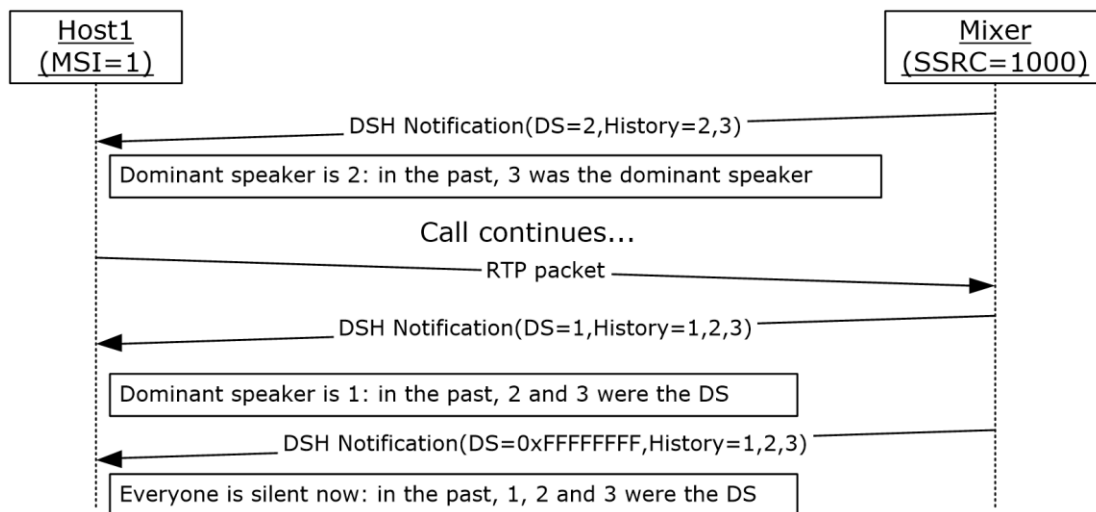 Host1
(MSI=1)
Mixer
(SSRC=1000)
DSH Notification(DS=2,History=2,3)
Dominant speaker is 2: in the past, 3 was the dominant speaker
Call continues...
RTP packet
DSH Notification(DS=1,History=1,2,3)
Dominant speaker is 1: in the past, 2 and 3 were the DS
DSH Notification(DS=0xFFFFFFFF,History=1,2,3)
Everyone is silent now: in the past, 1, 2 and 3 were the DS